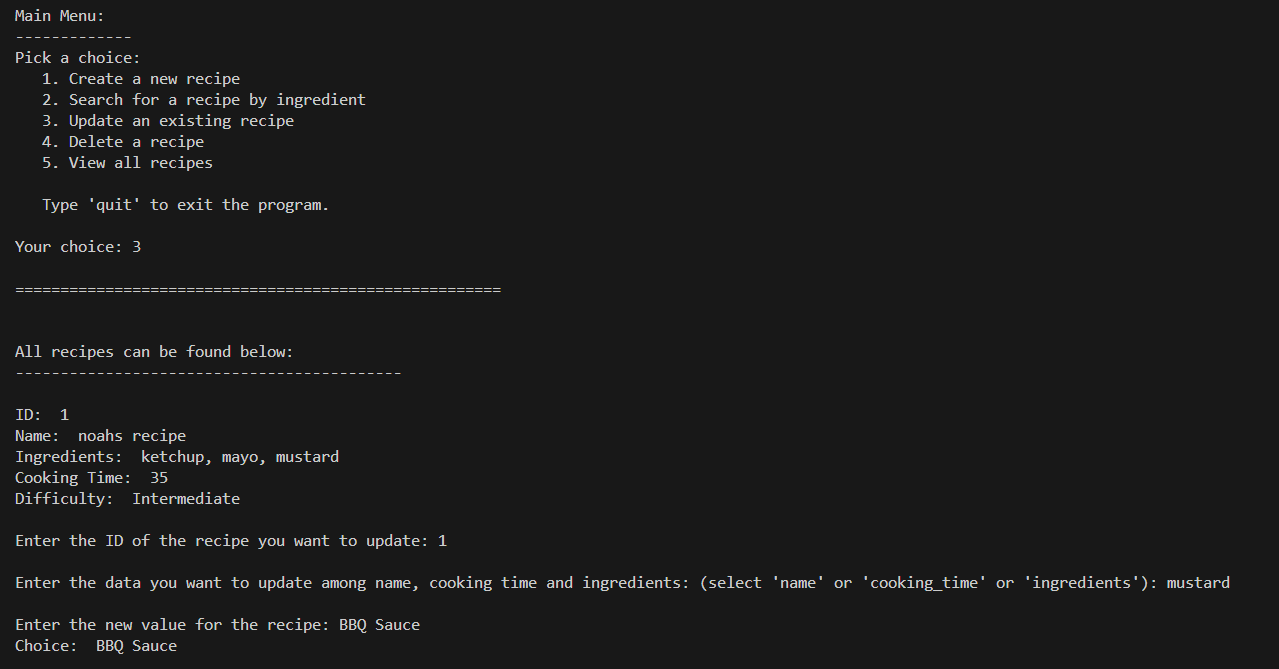 Main Menu:
-------------
Pick a choice:
   1. Create a new recipe
   2. Search for a recipe by ingredient
   3. Update an existing recipe
   4. Delete a recipe
   5. View all recipes

   Type 'quit' to exit the program.

Your choice: 3

======================================================

All recipes can be found below:
-------------------------------------------

ID:  1
Name:  noahs recipe
Ingredients:  ketchup, mayo, mustard
Cooking Time:  35
Difficulty:  Intermediate

Enter the ID of the recipe you want to update: 1

Enter the data you want to update among name, cooking time and ingredients: (select 'name' or 'cooking_time' or 'ingredients'): mustard

Enter the new value for the recipe: BBQ Sauce
Choice:  BBQ Sauce